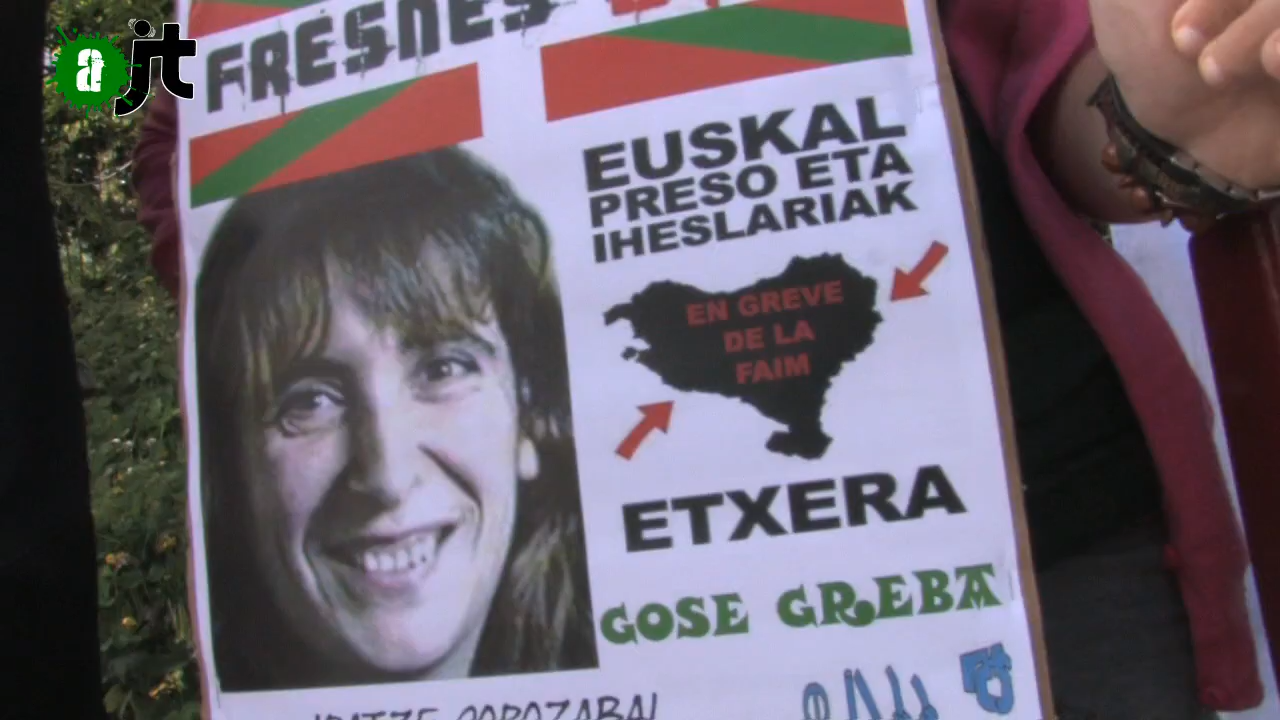 ajt
FRESNES
EUSKAL
PRESO ETA
IHESLARIAK
EN GREVE
DE LA
FAIM
ETXERA
GOSE GREBA